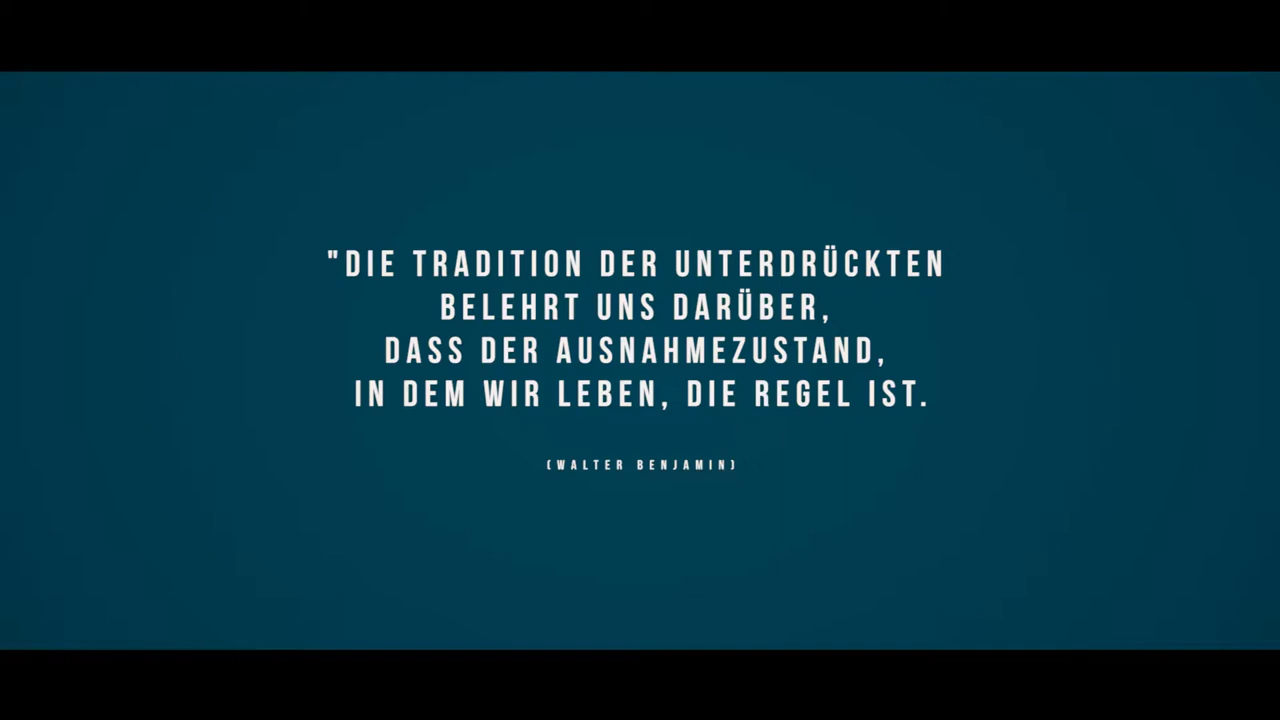 "DIE TRADITION DER UNTERDRÜCKTEN
BELEHRT UNS DARÜBER,
DASS DER AUSNAHMEZUSTAND,
IN DEM WIR LEBEN, DIE REGEL IST.
(WALTER BENJAMIN)